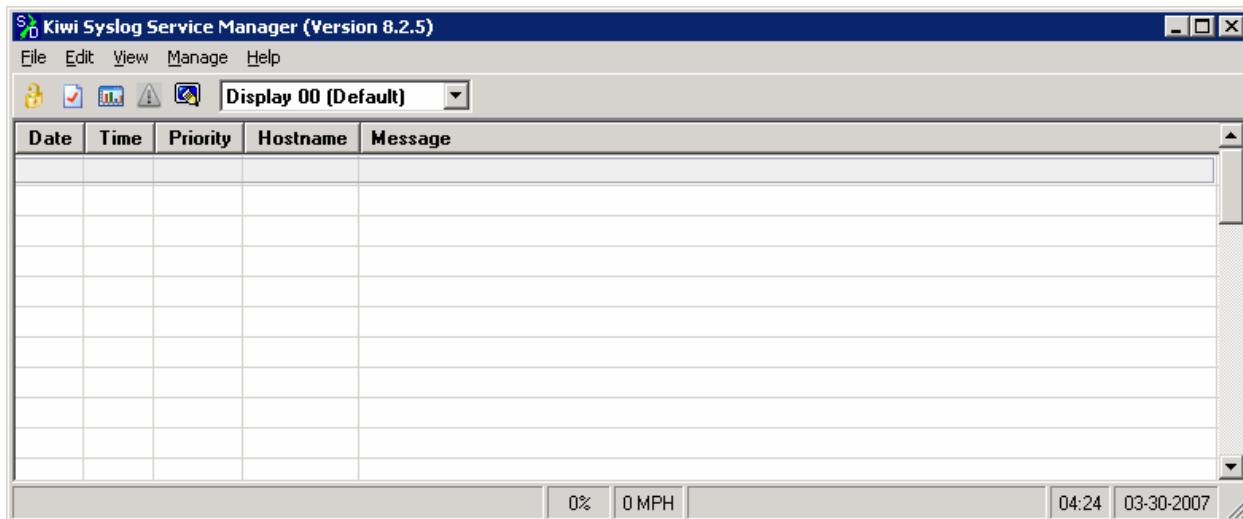 Kiwi Syslog Service Manager (Version 8.2.5)
File Edit View Manage Help
Display 00 (Default)
Date Time Priority Hostname Message
0% 0 MPH 04:24 03-30-2007